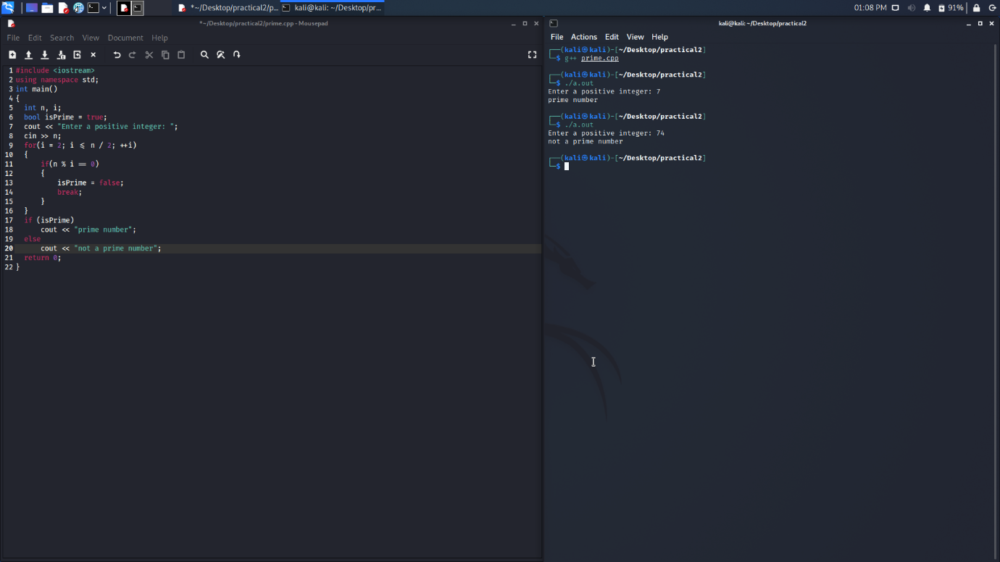 *~/Desktop/practical2/p...
kali@kali: ~/Desktop/pr...
01:08 PM
91%
*~/Desktop/practical2/prime.cpp - Mousepad
File Edit Search View Document Help
1 #include <iostream>
2 using namespace std;
3 int main()
4 {
5 int n, i;
6 bool isPrime = true;
7 cout << "Enter a positive integer: ";
8 cin >> n;
9 for(i = 2; i <= n / 2; ++i)
10 {
11 if(n % i == 0)
12 {
13 isPrime = false;
14 break;
15 }
16 }
17 if (isPrime)
18 cout << "prime number";
19 else
20 cout << "not a prime number";
21 return 0;
22 }
kali@kali: ~/Desktop/practical2
File Actions Edit View Help
┌──(kali㉿kali)-[~/Desktop/practical2]
└─$ g++ prime.cpp
┌──(kali㉿kali)-[~/Desktop/practical2]
└─$ ./a.out
Enter a positive integer: 7
prime number
┌──(kali㉿kali)-[~/Desktop/practical2]
└─$ ./a.out
Enter a positive integer: 74
not a prime number
┌──(kali㉿kali)-[~/Desktop/practical2]
└─$